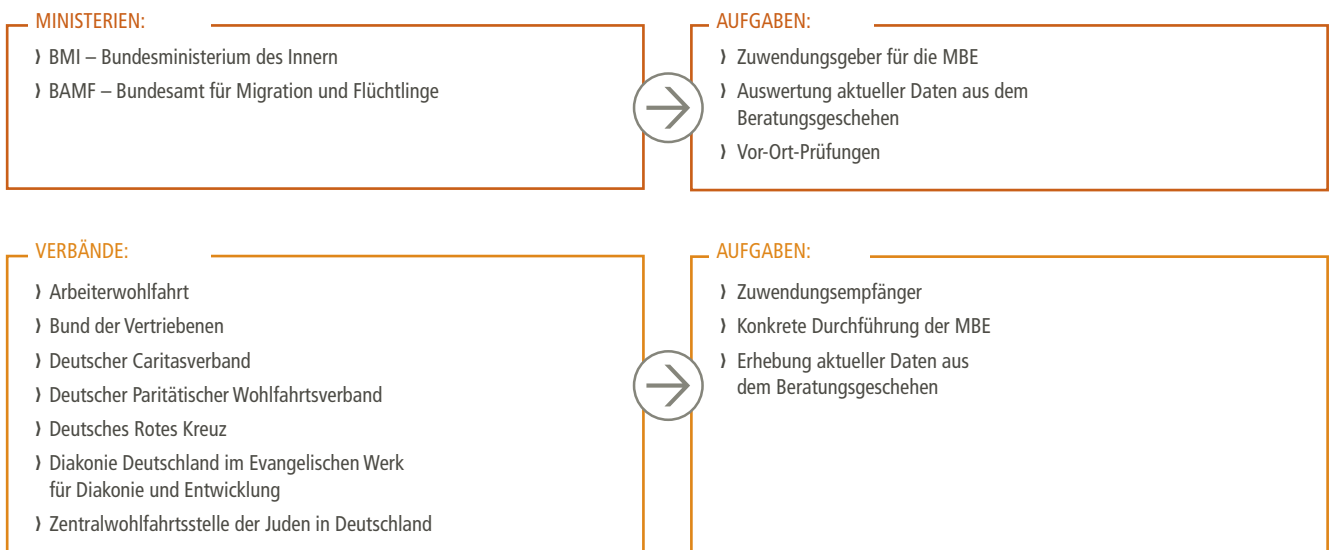 MINISTERIEN:
❭ BMI – Bundesministerium des Innern
❭ BAMF – Bundesamt für Migration und Flüchtlinge
AUFGABEN:
❭ Zuwendungsgeber für die MBE
❭ Auswertung aktueller Daten aus dem
Beratungsgeschehen
❭ Vor-Ort-Prüfungen
VERBÄNDE:
❭ Arbeiterwohlfahrt
❭ Bund der Vertriebenen
❭ Deutscher Caritasverband
❭ Deutscher Paritätischer Wohlfahrtsverband
❭ Deutsches Rotes Kreuz
❭ Diakonie Deutschland im Evangelischen Werk
für Diakonie und Entwicklung
❭ Zentralwohlfahrtsstelle der Juden in Deutschland
AUFGABEN:
❭ Zuwendungsempfänger
❭ Konkrete Durchführung der MBE
❭ Erhebung aktueller Daten aus
dem Beratungsgeschehen